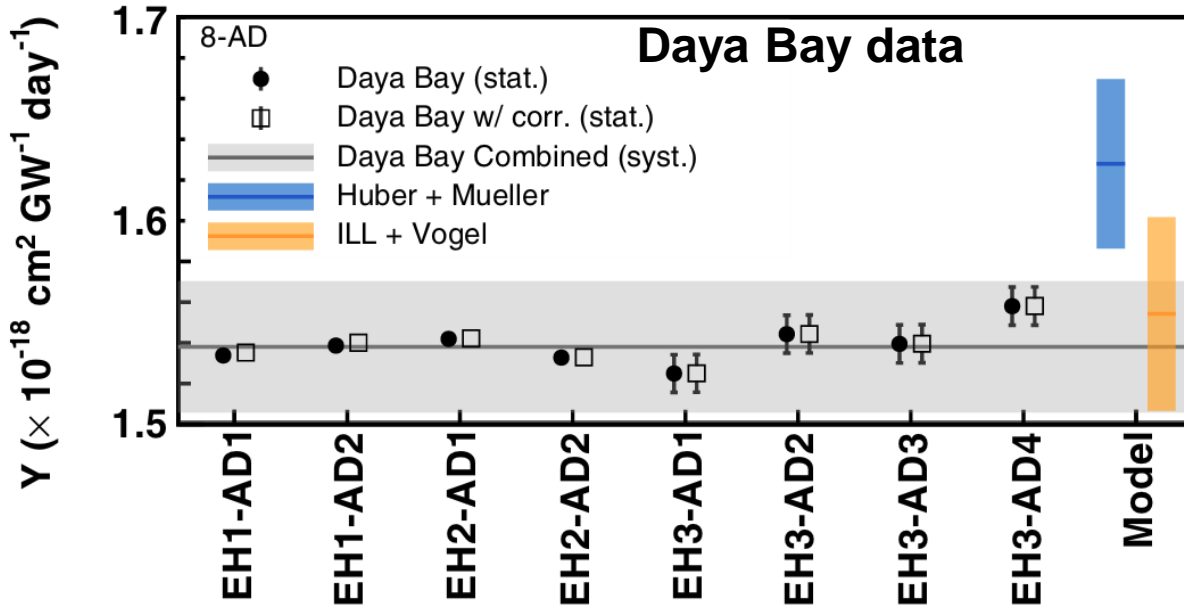 Daya Bay data
8-AD
Daya Bay (stat.)
Daya Bay w/ corr. (stat.)
Daya Bay Combined (syst.)
Huber + Mueller
ILL + Vogel
Y (× 10⁻¹⁸ cm² GW⁻¹ day⁻¹)
1.7
1.6
1.5
EH1-AD1
EH1-AD2
EH2-AD1
EH2-AD2
EH3-AD1
EH3-AD2
EH3-AD3
EH3-AD4
Model